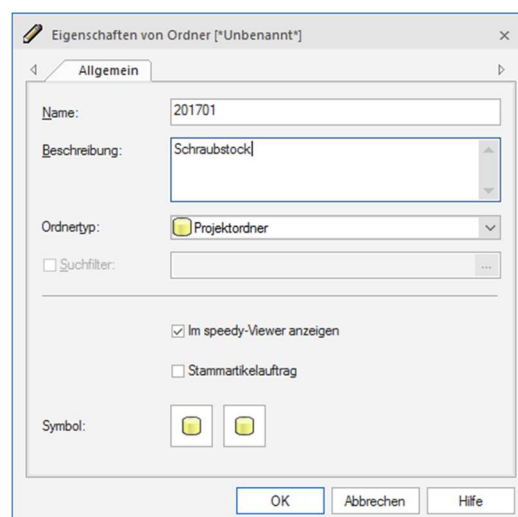 Eigenschaften von Ordner [*Unbenannt*]
Allgemein
Name: 201701
Beschreibung: Schraubstock
Ordnertyp: Projektordner
Suchfilter: ...
Im speedy-Viewer anzeigen
Stammartikelauftrag
Symbol:
OK Abbrechen Hilfe